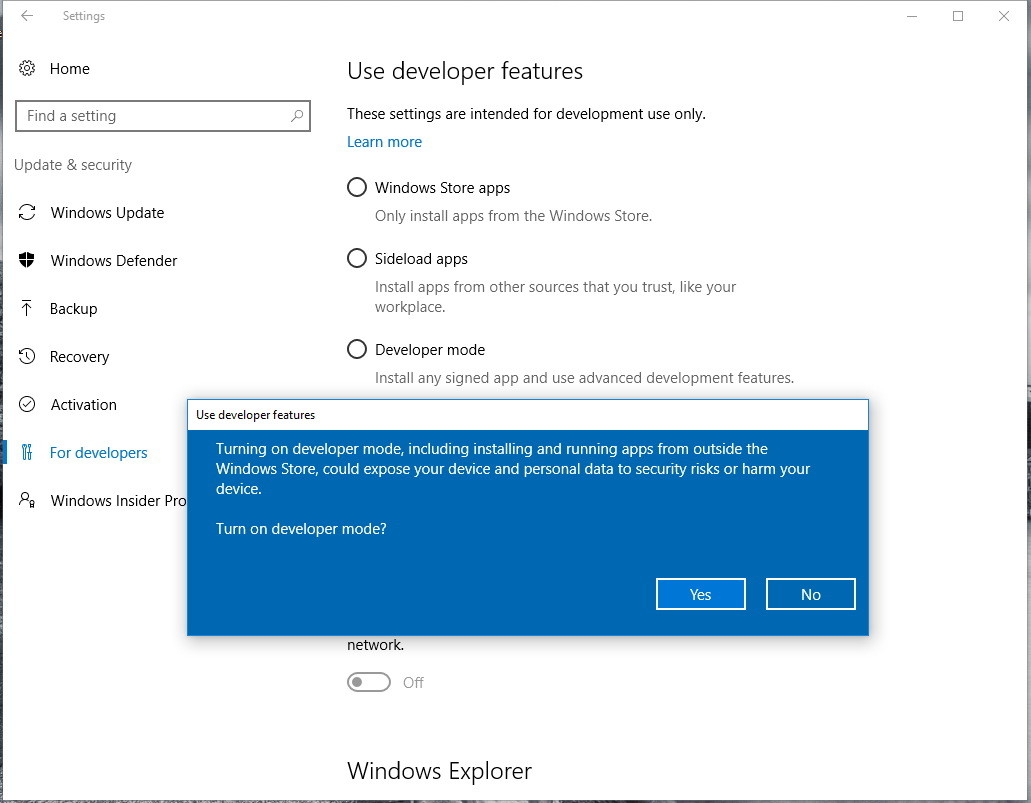 Settings
Home
Find a setting
Update & security
Windows Update
Windows Defender
Backup
Recovery
Activation
For developers
Windows Insider Pro
Use developer features
These settings are intended for development use only.
Learn more
Windows Store apps
Only install apps from the Windows Store.
Sideload apps
Install apps from other sources that you trust, like your
workplace.
Developer mode
Install any signed app and use advanced development features.
Use developer features
Turning on developer mode, including installing and running apps from outside the
Windows Store, could expose your device and personal data to security risks or harm your
device.
Turn on developer mode?
Yes
No
network.
Off
Windows Explorer